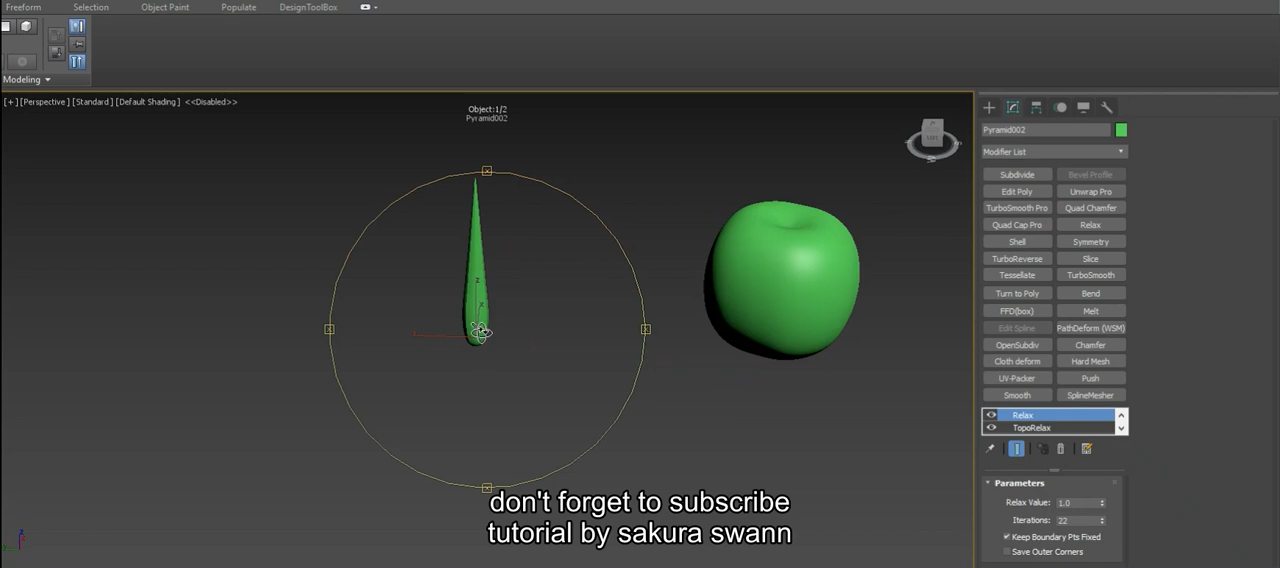 Freeform Selection Object Paint Populate DesignToolBox
Modeling
[+] [Perspective] [Standard] [Default Shading] <<Disabled>>
Object:1/2
Pyramid002
Pyramid002
Modifier List
Subdivide Bevel Profile
Edit Poly Unwrap Pro
TurboSmooth Pro Quad Chamfer
Quad Cap Pro Relax
Shell Symmetry
TurboReverse Slice
Tessellate TurboSmooth
Turn to Poly Bend
FFD(box) Melt
Edit Spline PathDeform (WSM)
OpenSubdiv Chamfer
Cloth deform Hard Mesh
UV-Packer Push
Smooth SplineMesher
Relax
TopoRelax
Parameters
Relax Value: 1.0
Iterations: 22
Keep Boundary Pts Fixed
Save Outer Corners
don't forget to subscribe
tutorial by sakura swann